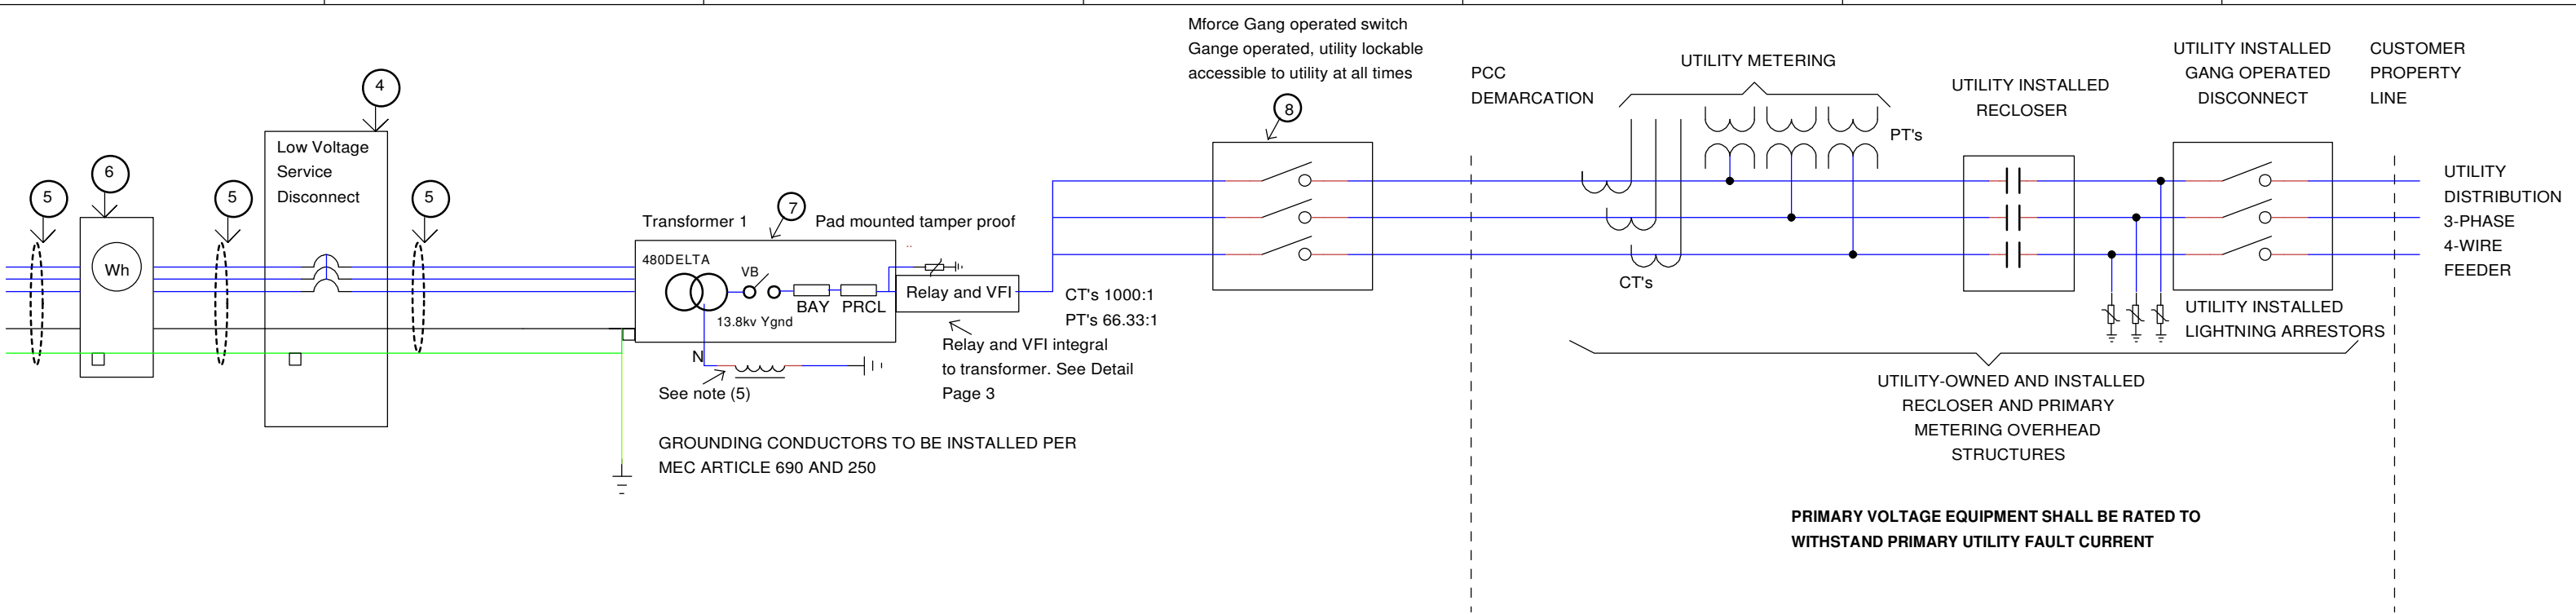 Mforce Gang operated switch
Gange operated, utility lockable
accessible to utility at all times
8
PCC
DEMARCATION
UTILITY METERING
PT's
CT's
UTILITY INSTALLED
RECLOSER
UTILITY INSTALLED
GANG OPERATED
DISCONNECT
CUSTOMER
PROPERTY
LINE
4
Low Voltage
Service
Disconnect
6
5
5
5
Wh
Transformer 1
7
Pad mounted tamper proof
480DELTA
VB
BAY
PRCL
13.8kv Ygnd
Relay and VFI
CT's 1000:1
PT's 66.33:1
N
See note (5)
Relay and VFI integral
to transformer. See Detail
Page 3
GROUNDING CONDUCTORS TO BE INSTALLED PER
MEC ARTICLE 690 AND 250
UTILITY
DISTRIBUTION
3-PHASE
4-WIRE
FEEDER
UTILITY INSTALLED
LIGHTNING ARRESTORS
UTILITY-OWNED AND INSTALLED
RECLOSER AND PRIMARY
METERING OVERHEAD
STRUCTURES
PRIMARY VOLTAGE EQUIPMENT SHALL BE RATED TO
WITHSTAND PRIMARY UTILITY FAULT CURRENT